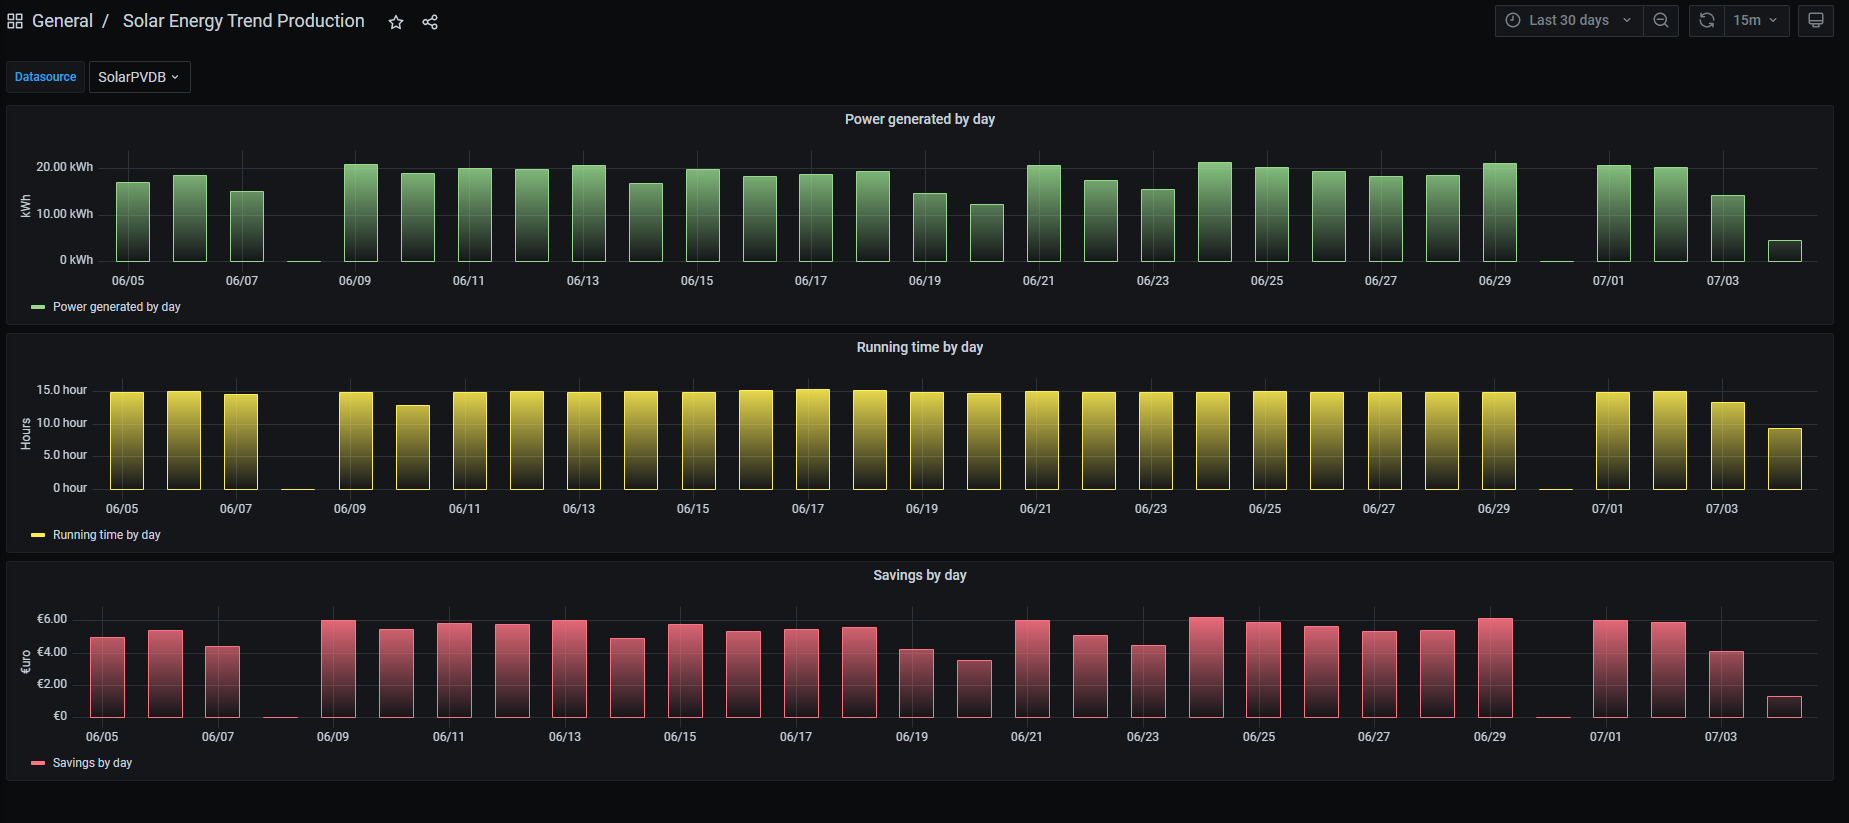 General / Solar Energy Trend Production
Last 30 days
15m
Datasource SolarPVDB
Power generated by day
kWh
20.00 kWh
10.00 kWh
0 kWh
06/05 06/07 06/09 06/11 06/13 06/15 06/17 06/19 06/21 06/23 06/25 06/27 06/29 07/01 07/03
Power generated by day
Running time by day
Hours
15.0 hour
10.0 hour
5.0 hour
0 hour
06/05 06/07 06/09 06/11 06/13 06/15 06/17 06/19 06/21 06/23 06/25 06/27 06/29 07/01 07/03
Running time by day
Savings by day
€uro
€6.00
€4.00
€2.00
€0
06/05 06/07 06/09 06/11 06/13 06/15 06/17 06/19 06/21 06/23 06/25 06/27 06/29 07/01 07/03
Savings by day